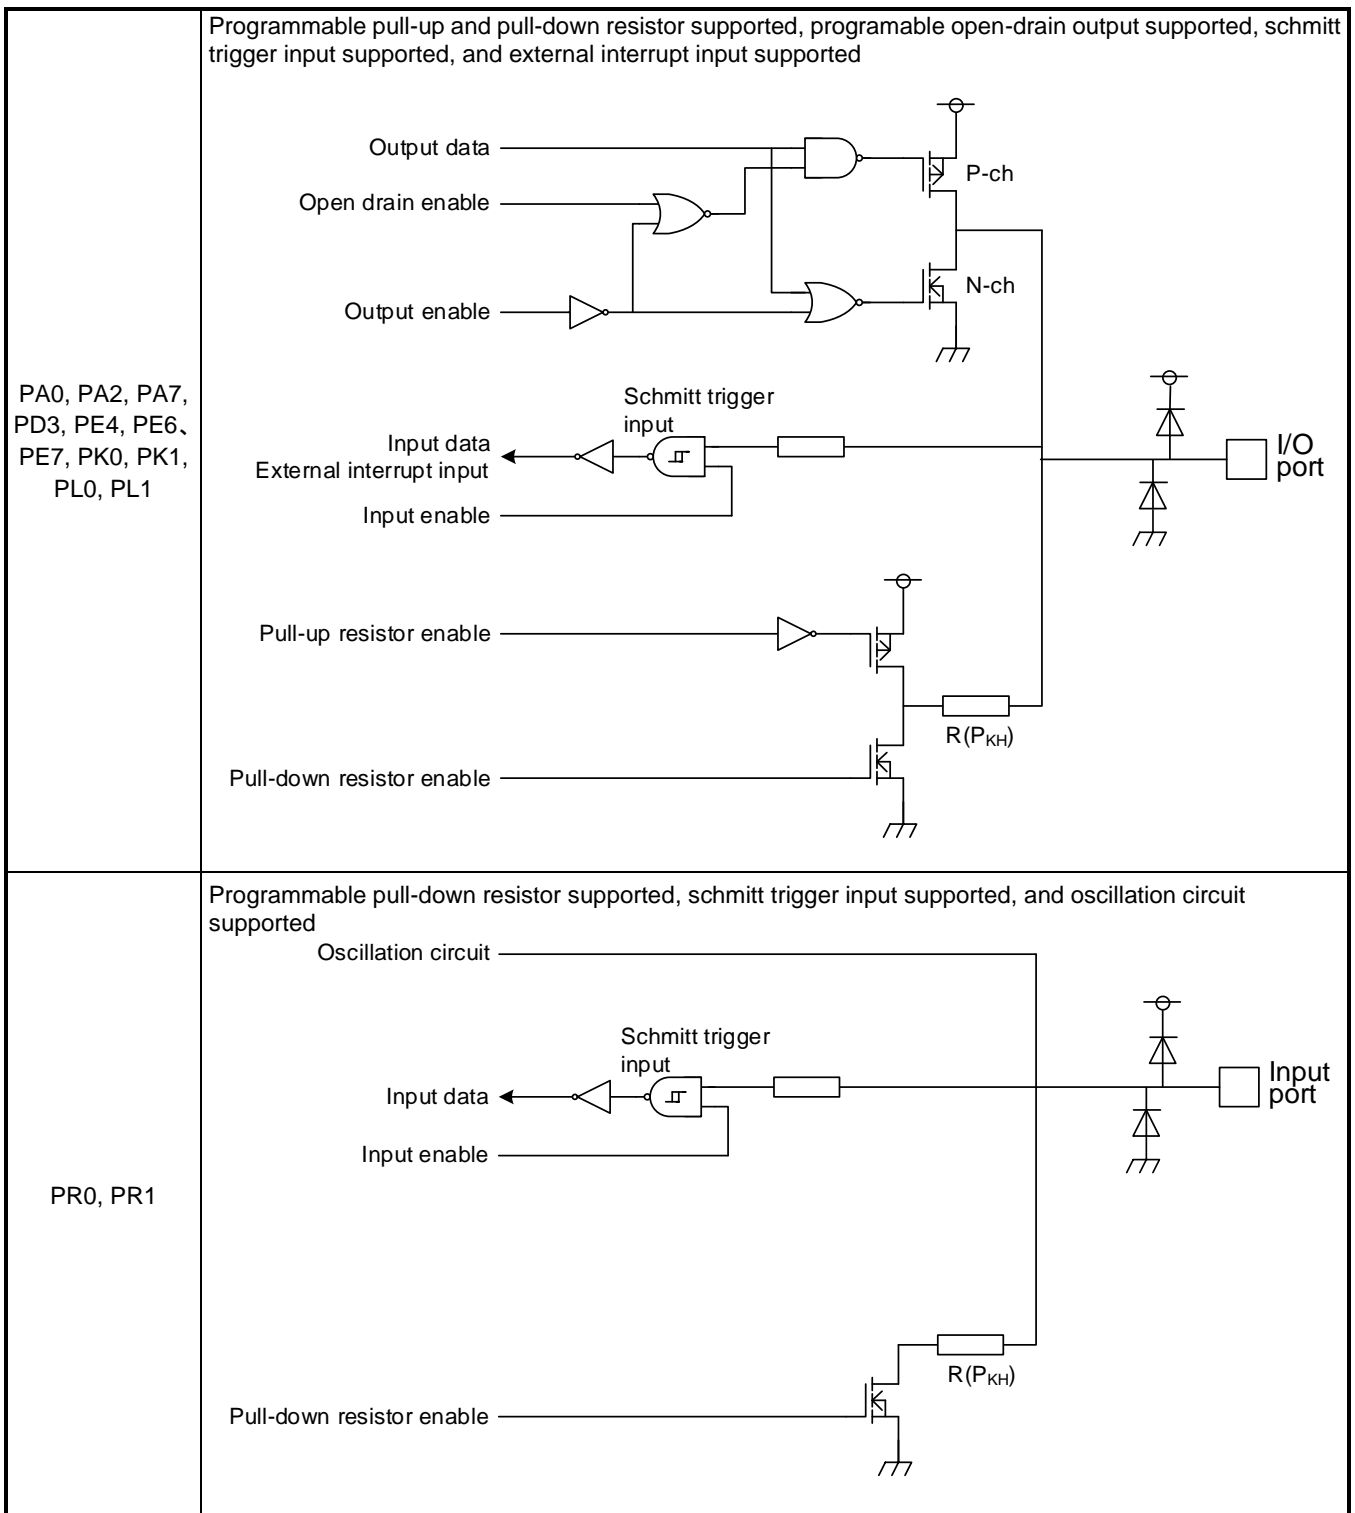 Programmable pull-up and pull-down resistor supported, programable open-drain output supported, schmitt
trigger input supported, and external interrupt input supported
Output data
P-ch
Open drain enable
N-ch
Output enable
PA0, PA2, PA7,
PD3, PE4, PE6、
PE7, PK0, PK1,
PL0, PL1
Schmitt trigger
input
Input data
External interrupt input
I/O
port
Input enable
Pull-up resistor enable
R(PKH)
Pull-down resistor enable
Programmable pull-down resistor supported, schmitt trigger input supported, and oscillation circuit
supported
Oscillation circuit
Schmitt trigger
input
Input data
Input
port
Input enable
PR0, PR1
R(PKH)
Pull-down resistor enable